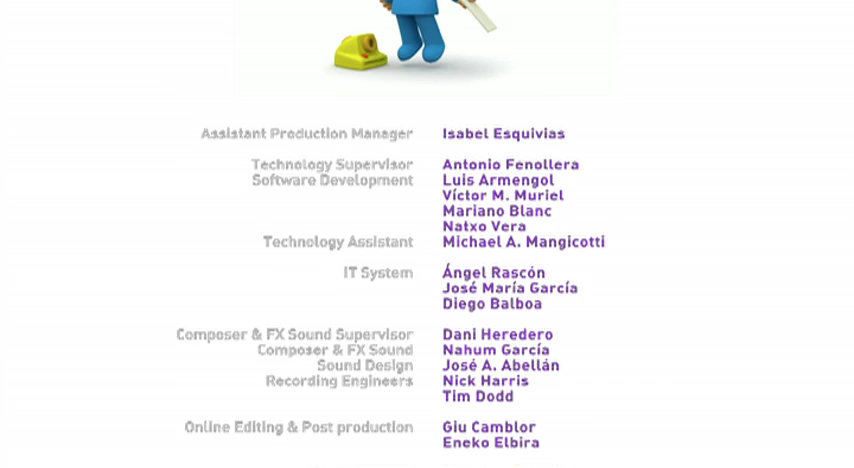 Assistant Production Manager Isabel Esquivias
Technology Supervisor Antonio Fenollera
Software Development Luis Armengol
Víctor M. Muriel
Mariano Blanc
Natxo Vera
Technology Assistant Michael A. Mangicotti
IT System Ángel Rascón
José María García
Diego Balboa
Composer & FX Sound Supervisor Dani Heredero
Composer & FX Sound Nahum García
Sound Design José A. Abellán
Recording Engineers Nick Harris
Tim Dodd
Online Editing & Post production Giu Camblor
Eneko Elbira